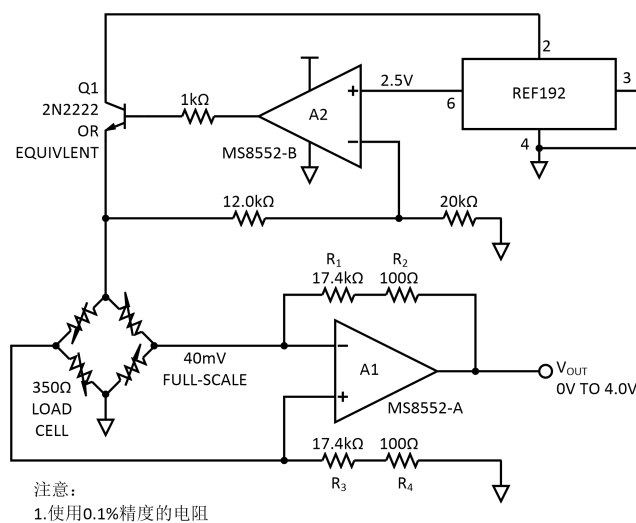 2
Q1
2N2222
OR
EQUIVLENT
1kΩ
+
−
A2
MS8552-B
2.5V
6
REF192
3
4
12.0kΩ
20kΩ
R1
17.4kΩ
R2
100Ω
40mV
FULL-SCALE
−
+
A1
MS8552-A
VOUT
0V TO 4.0V
350Ω
LOAD
CELL
17.4kΩ
R3
100Ω
R4
注意：
1.使用0.1%精度的电阻